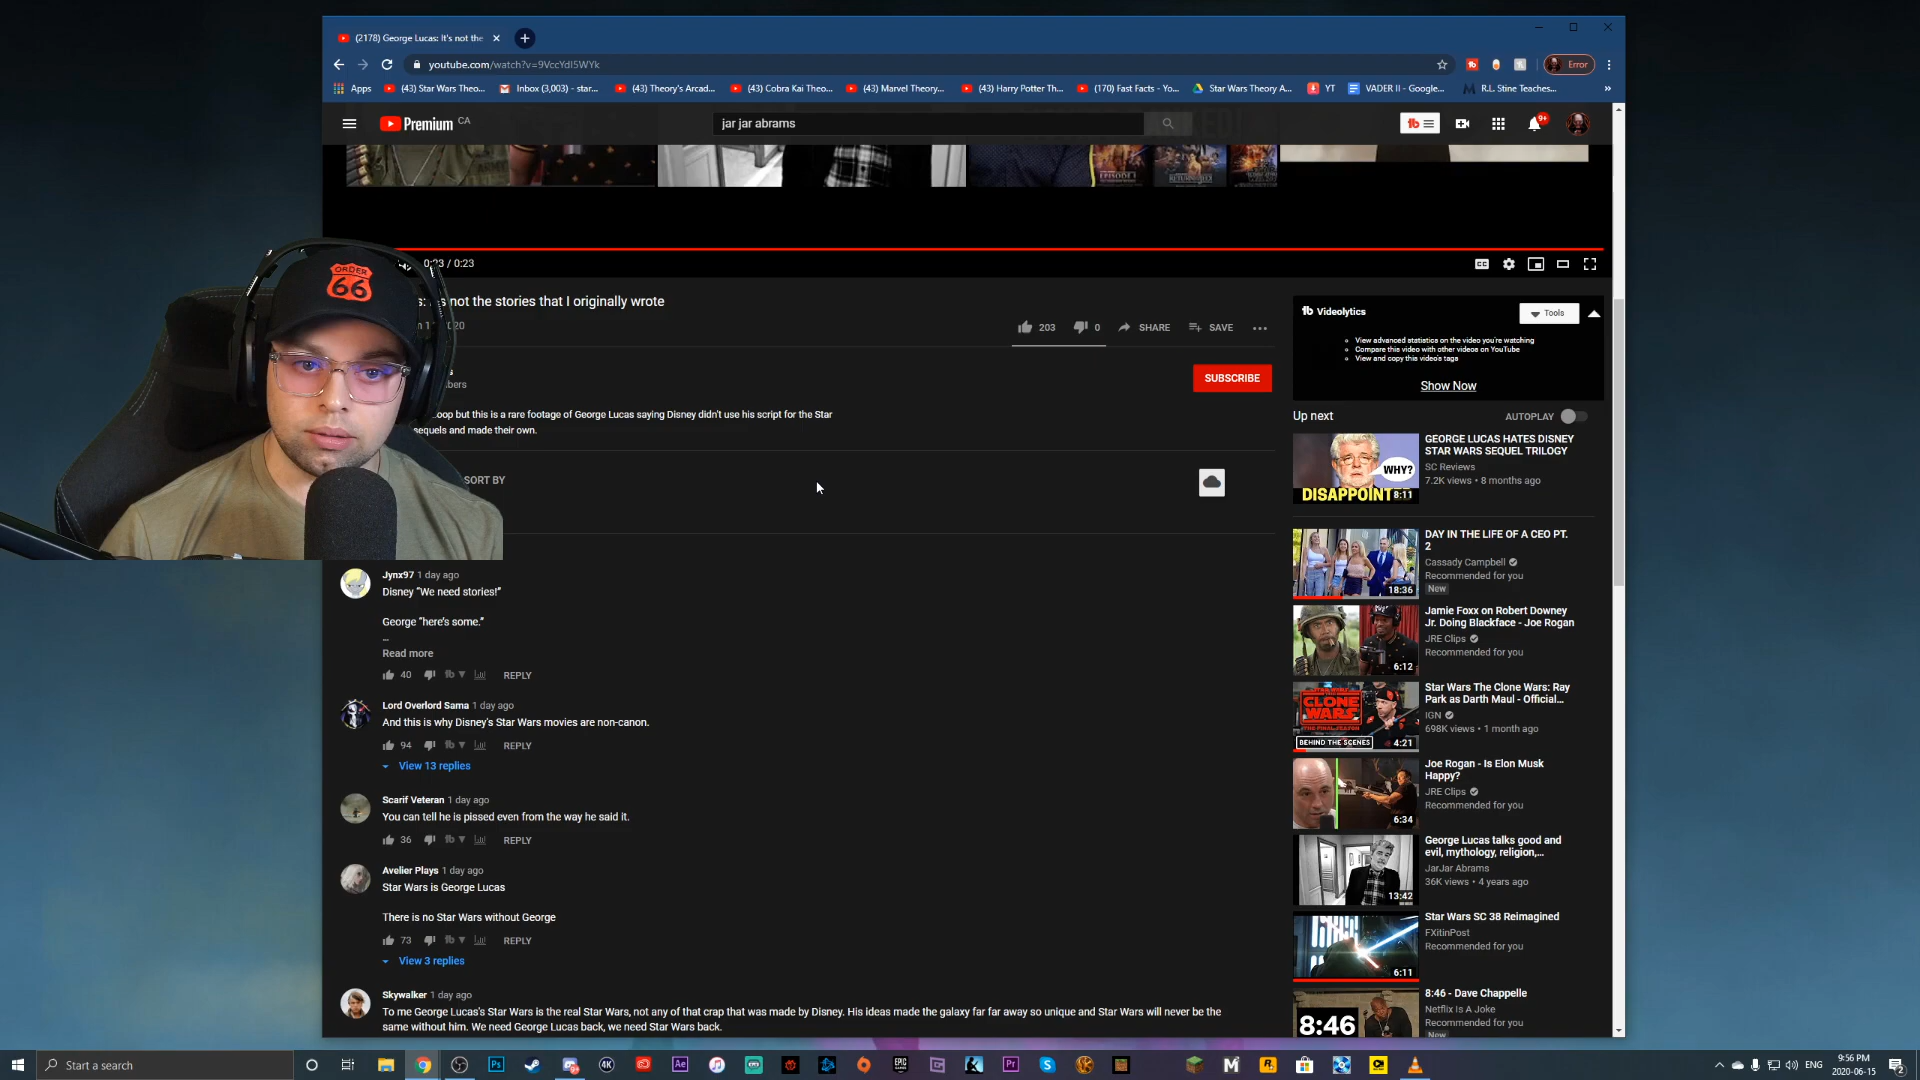 (2178) George Lucas: It's not the
youtube.com/watch?v=9VccYdI5WYk
Error
Apps
(43) Star Wars Theo...
Inbox (3,003) - star...
(43) Theory's Arcad...
(43) Cobra Kai Theo...
(43) Marvel Theory...
(43) Harry Potter Th...
(170) Fast Facts - Yo...
Star Wars Theory A...
YT
VADER II - Google...
R.L. Stine Teaches...
Premium CA
jar jar abrams
9+
EPISODE I
0:23 / 0:23
ORDER
66
not the stories that I originally wrote
203
0
SHARE
SAVE
SUBSCRIBE
oop but this is a rare footage of George Lucas saying Disney didn't use his script for the Star
sequels and made their own.
SORT BY
Jynx97 1 day ago
Disney "We need stories!"
George "here's some."
...
Read more
40
REPLY
Lord Overlord Sama 1 day ago
And this is why Disney's Star Wars movies are non-canon.
94
REPLY
View 13 replies
Scarif Veteran 1 day ago
You can tell he is pissed even from the way he said it.
36
REPLY
Avelier Plays 1 day ago
Star Wars is George Lucas
There is no Star Wars without George
73
REPLY
View 3 replies
Skywalker 1 day ago
To me George Lucas's Star Wars is the real Star Wars, not any of that crap that was made by Disney. His ideas made the galaxy far far away so unique and Star Wars will never be the
same without him. We need George Lucas back, we need Star Wars back.
Videolytics
Tools
View advanced statistics on the video you're watching
Compare this video with other videos on YouTube
View and copy this video's tags
Show Now
Up next
AUTOPLAY
WHY?
DISAPPOINT
8:11
GEORGE LUCAS HATES DISNEY
STAR WARS SEQUEL TRILOGY
SC Reviews
7.2K views • 8 months ago
18:36
DAY IN THE LIFE OF A CEO PT.
2
Cassady Campbell
Recommended for you
New
6:12
Jamie Foxx on Robert Downey
Jr. Doing Blackface - Joe Rogan
JRE Clips
Recommended for you
CLONE
WARS
BEHIND THE SCENES
4:21
Star Wars The Clone Wars: Ray
Park as Darth Maul - Official...
IGN
698K views • 1 month ago
6:34
Joe Rogan - Is Elon Musk
Happy?
JRE Clips
Recommended for you
13:42
George Lucas talks good and
evil, mythology, religion,...
JarJar Abrams
36K views • 4 years ago
6:11
Star Wars SC 38 Reimagined
FXitinPost
Recommended for you
8:46
8:46 - Dave Chappelle
Netflix Is A Joke
Recommended for you
New
Start a search
ENG
9:56 PM
2020-06-15